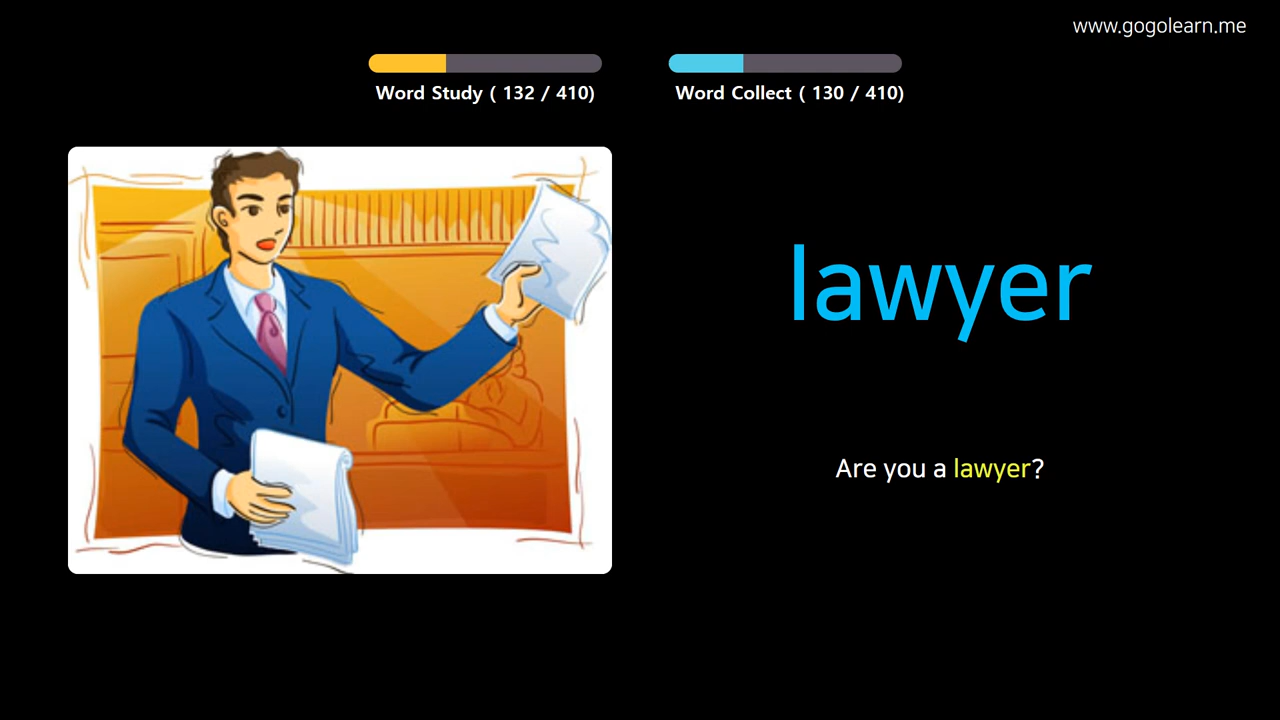 www.gogolearn.me
Word Study ( 132 / 410)
Word Collect ( 130 / 410)
lawyer
Are you a lawyer?